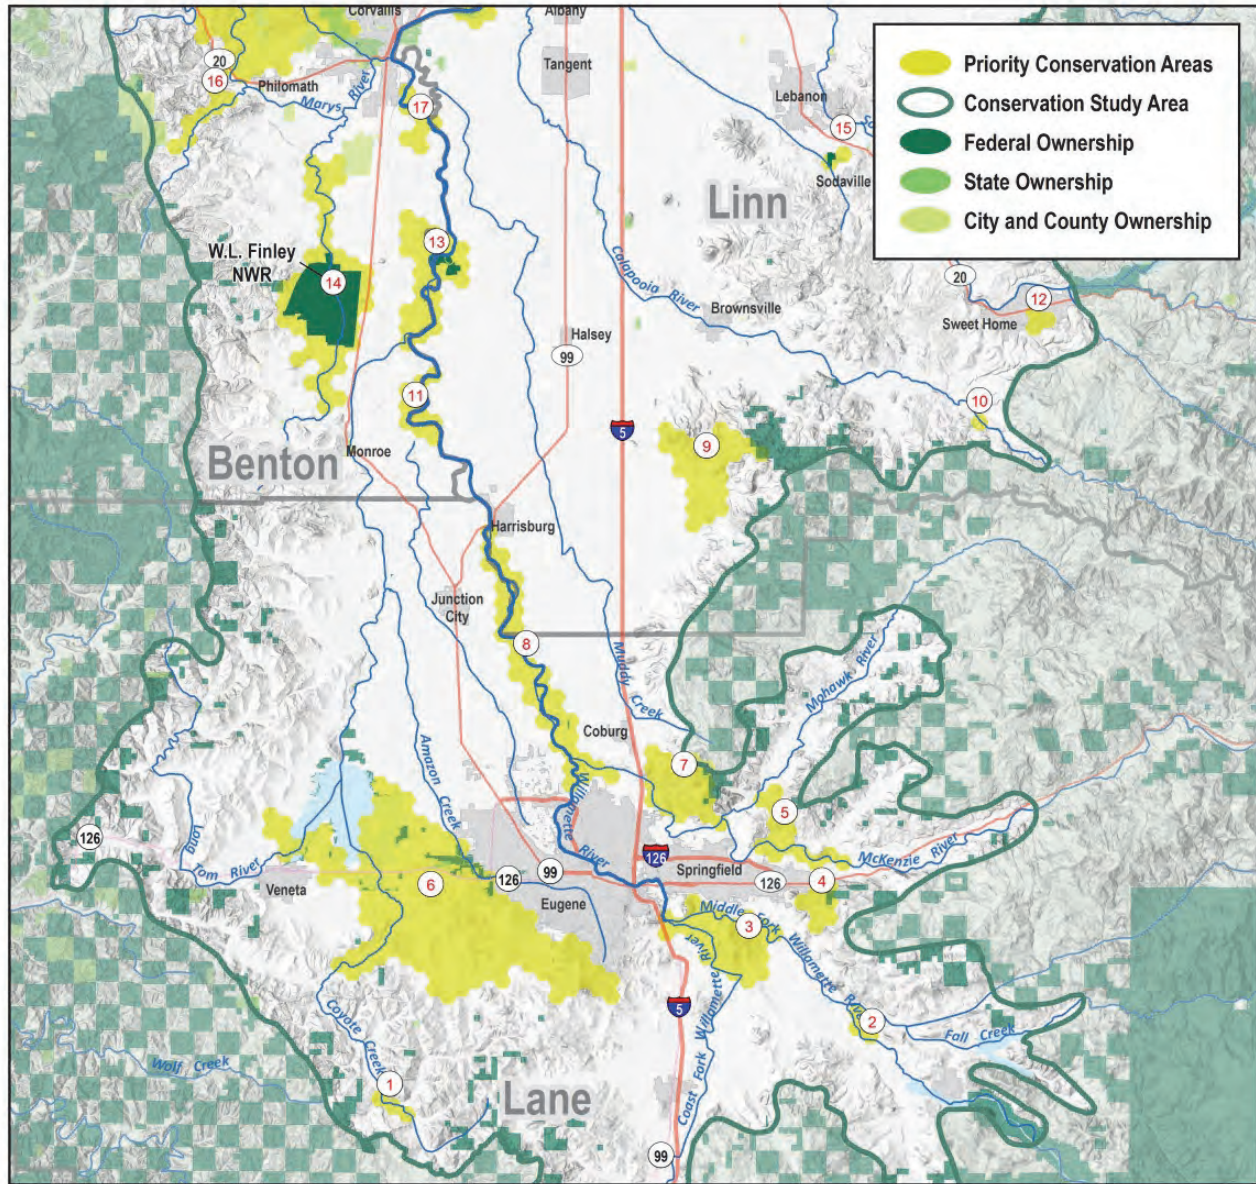 Corvallis
Albany
20
16
Philomath
Marys River
17
Tangent
Lebanon
15
Sodaville
Priority Conservation Areas
Conservation Study Area
Federal Ownership
State Ownership
City and County Ownership
Linn
13
W.L. Finley
NWR
14
Calapooia River
Brownsville
20
12
Sweet Home
Halsey
99
11
5
10
9
Monroe
Benton
Harrisburg
Junction
City
8
Muddy Creek
Mohawk River
Coburg
7
Amazon Creek
Willamette River
5
126
Long Tom River
McKenzie River
126
Springfield
Veneta
6
126
99
126
4
Eugene
Middle Fork Willamette River
3
Coast Fork Willamette River
5
2
Fall Creek
Coyote Creek
Wolf Creek
1
Lane
99